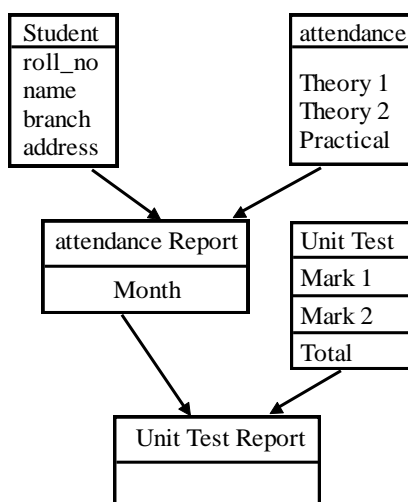 Student
roll_no
name
branch
address
attendance
Theory 1
Theory 2
Practical
attendance Report
Month
Unit Test
Mark 1
Mark 2
Total
Unit Test Report